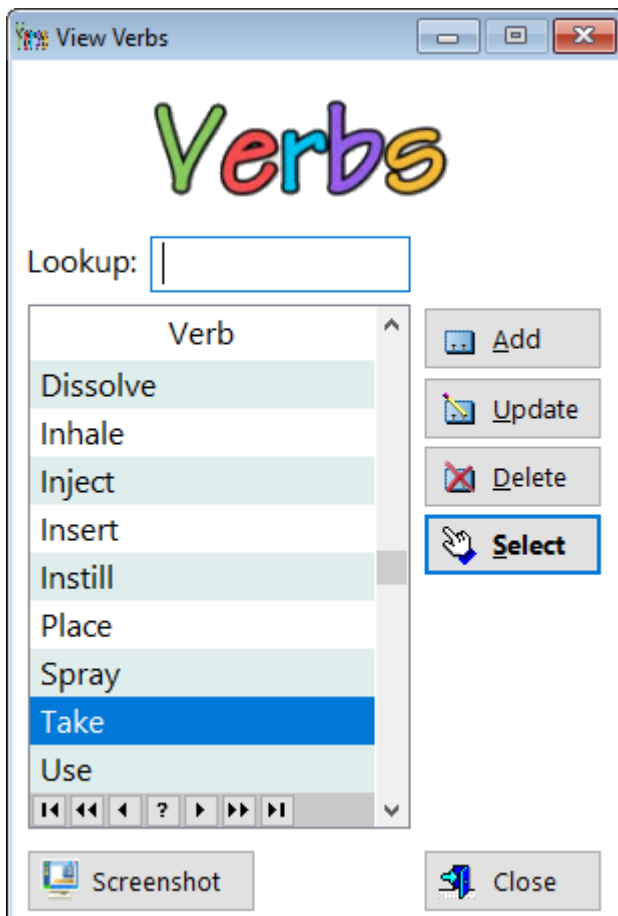 View Verbs
Verbs
Lookup:
Verb
Dissolve
Inhale
Inject
Insert
Instill
Place
Spray
Take
Use
?
Add
Update
Delete
Select
Screenshot
Close